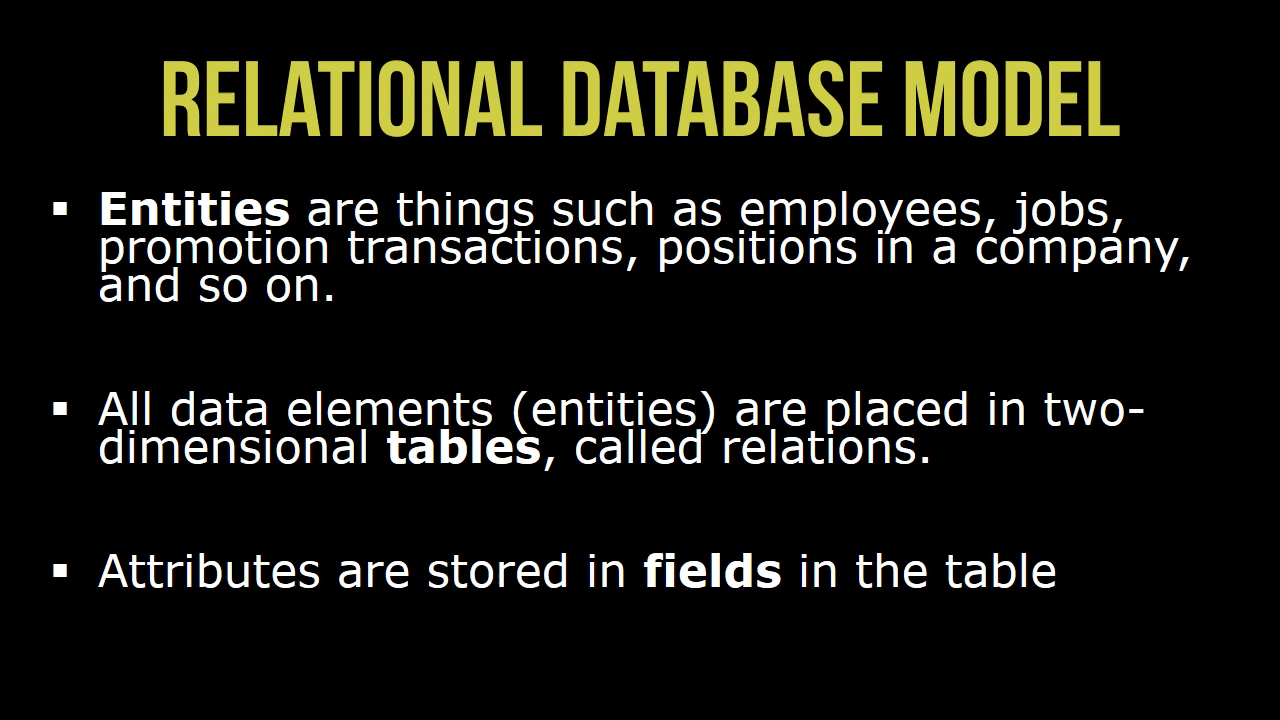 RELATIONAL DATABASE MODEL
▪ Entities are things such as employees, jobs,
promotion transactions, positions in a company,
and so on.
▪ All data elements (entities) are placed in two-
dimensional tables, called relations.
▪ Attributes are stored in fields in the table